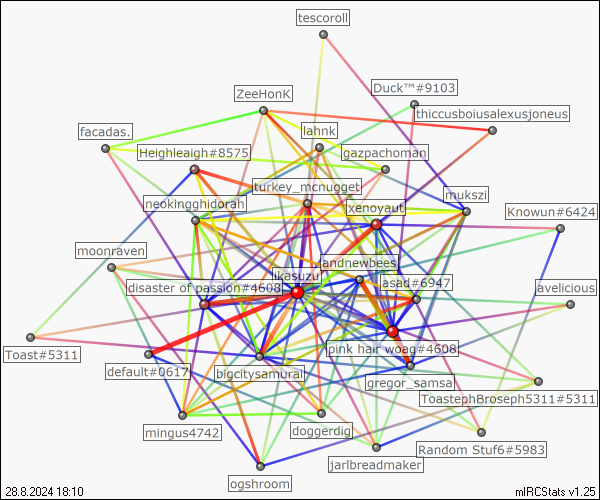 tescoroll
Duck™#9103
ZeeHonK
thiccusboiusalexusjoneus
facadas.
lahnk
Heighleaigh#8575
gazpachoman
turkey_mcnugget
mukszi
neokingghidorah
xenoyaut
Knowun#6424
moonraven
landnewbees
ikasuzu
asad#6947
disaster of passion#4608
javelicious
Toast#5311
default#0617
pink hair woag#4608
bigcitysamurai
gregor_samsa
ToastephBroseph5311#5311
mingus4742
doggerdig
Random Stuf6#5983
jarlbreadmaker
ogshroom
28.8.2024 18:10
mIRCStats v1.25